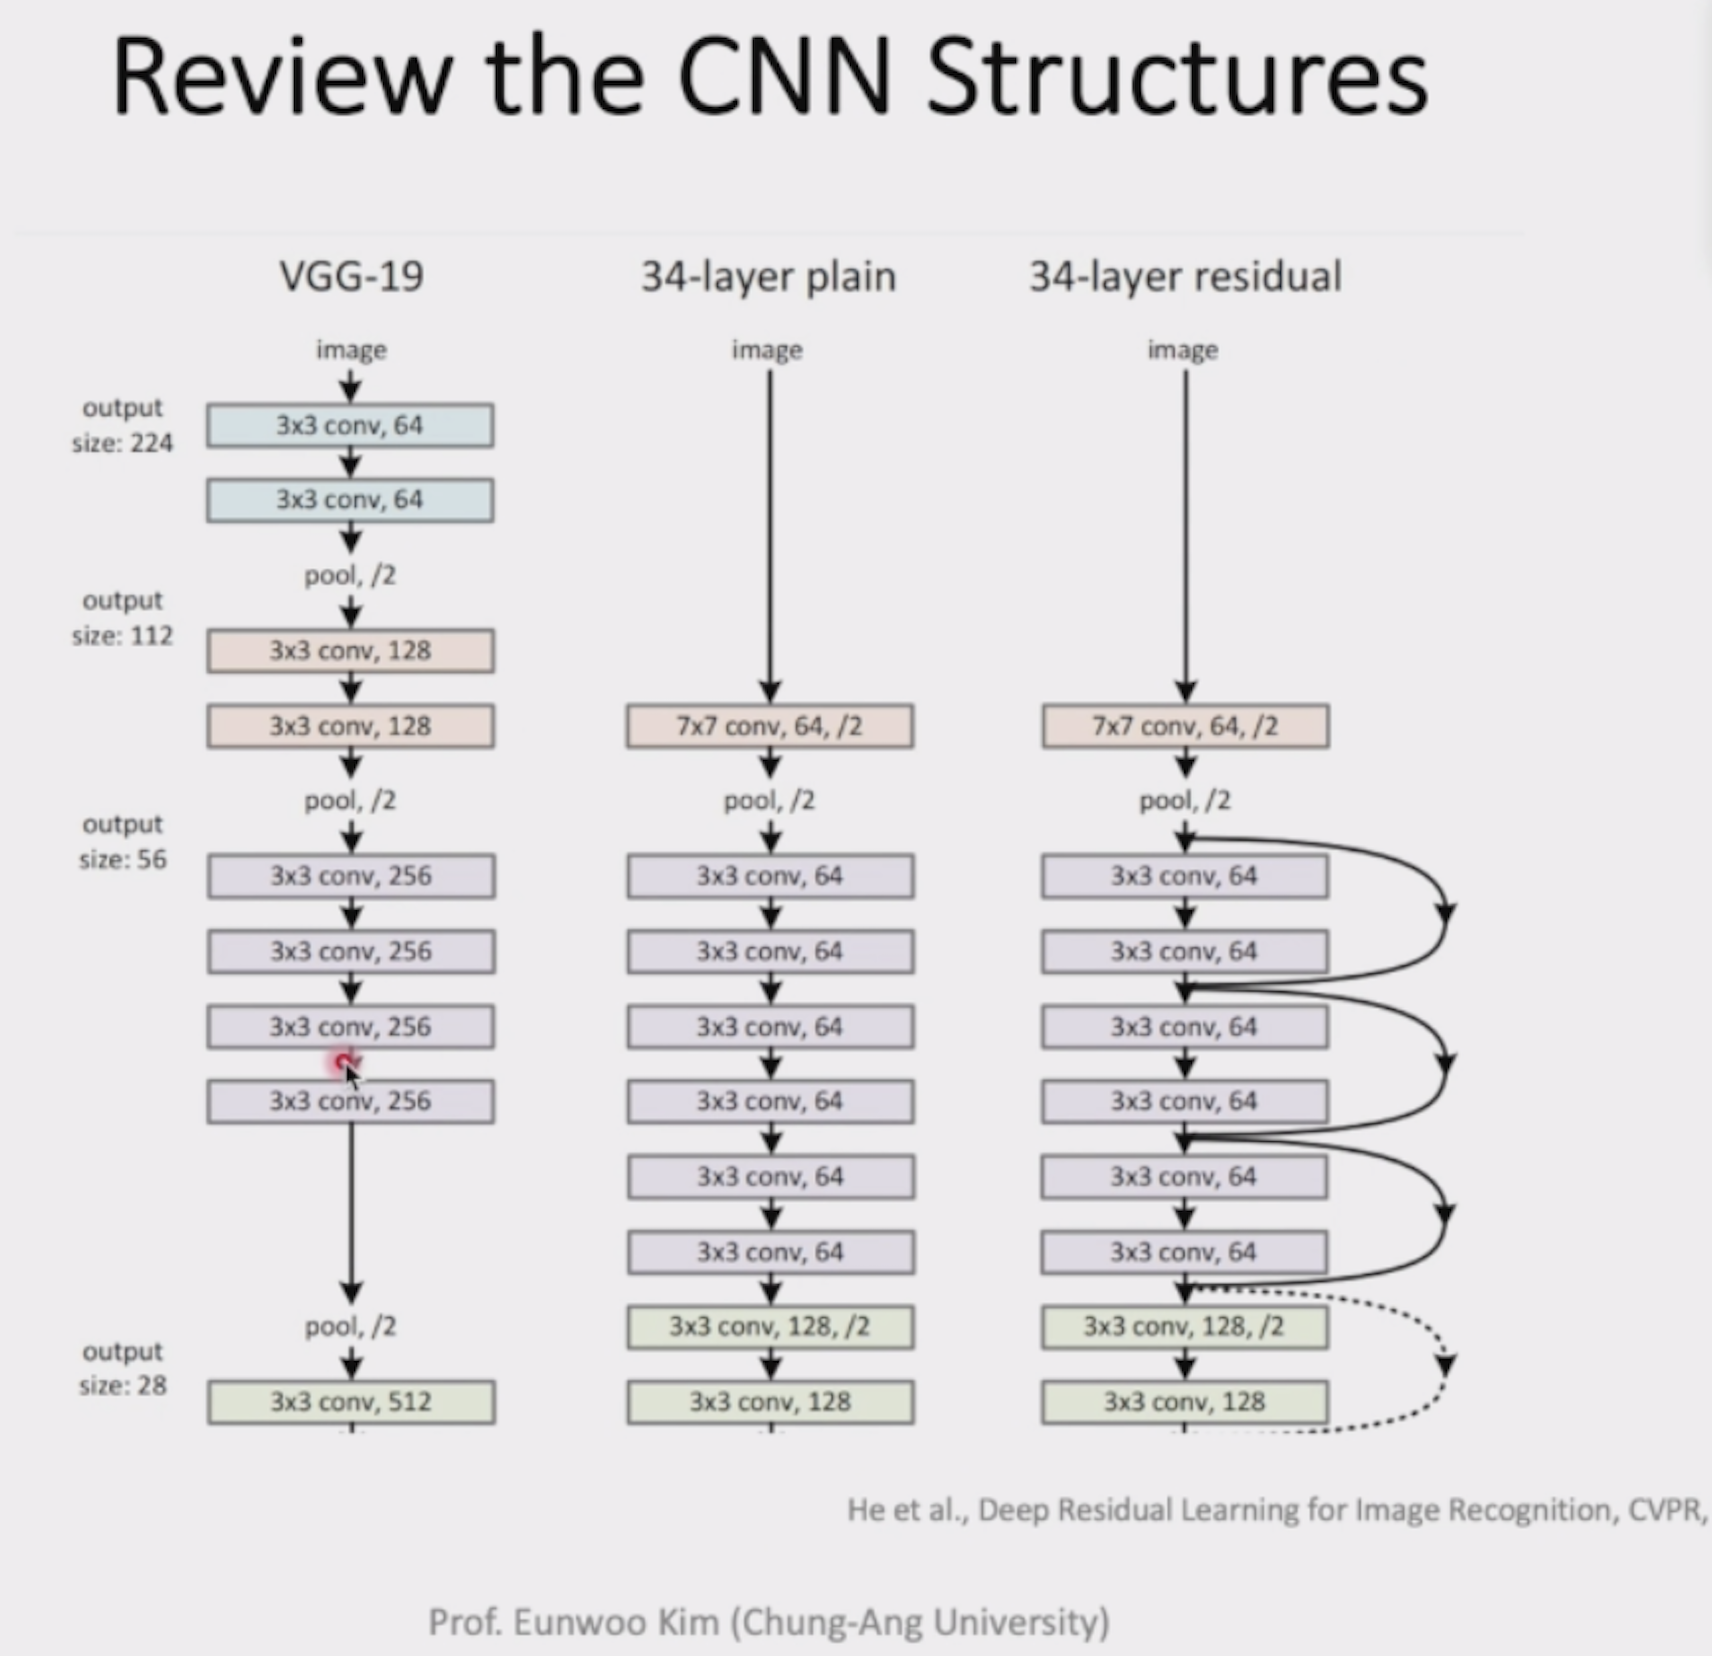 Review the CNN Structures
VGG-19
image
output
size: 224
3x3 conv, 64
3x3 conv, 64
pool, /2
output
size: 112
3x3 conv, 128
3x3 conv, 128
pool, /2
output
size: 56
3x3 conv, 256
3x3 conv, 256
3x3 conv, 256
3x3 conv, 256
pool, /2
output
size: 28
3x3 conv, 512
34-layer plain
image
7x7 conv, 64, /2
pool, /2
3x3 conv, 64
3x3 conv, 64
3x3 conv, 64
3x3 conv, 64
3x3 conv, 64
3x3 conv, 64
3x3 conv, 128, /2
3x3 conv, 128
34-layer residual
image
7x7 conv, 64, /2
pool, /2
3x3 conv, 64
3x3 conv, 64
3x3 conv, 64
3x3 conv, 64
3x3 conv, 64
3x3 conv, 64
3x3 conv, 128, /2
3x3 conv, 128
He et al., Deep Residual Learning for Image Recognition, CVPR,
Prof. Eunwoo Kim (Chung-Ang University)